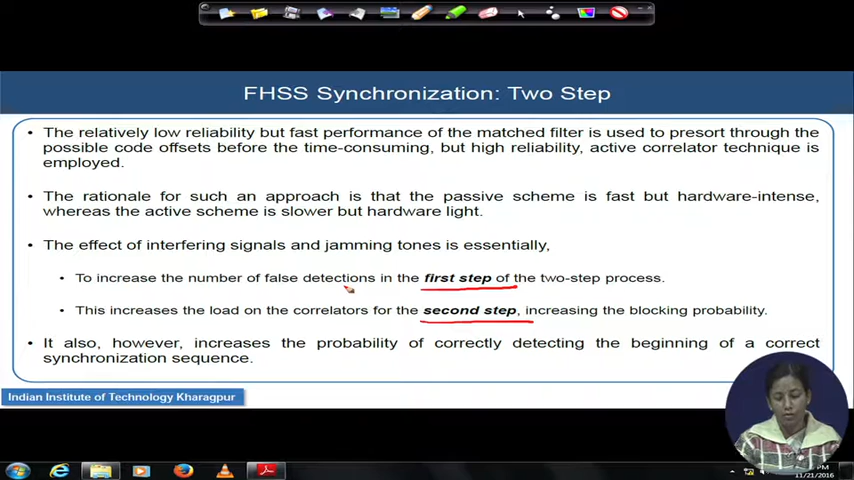 FHSS Synchronization: Two Step
• The relatively low reliability but fast performance of the matched filter is used to presort through the
possible code offsets before the time-consuming, but high reliability, active correlator technique is
employed.
• The rationale for such an approach is that the passive scheme is fast but hardware-intense,
whereas the active scheme is slower but hardware light.
• The effect of interfering signals and jamming tones is essentially,
• To increase the number of false detections in the first step of the two-step process.
• This increases the load on the correlators for the second step, increasing the blocking probability.
• It also, however, increases the probability of correctly detecting the beginning of a correct
synchronization sequence.
Indian Institute of Technology Kharagpur
11/21/2016